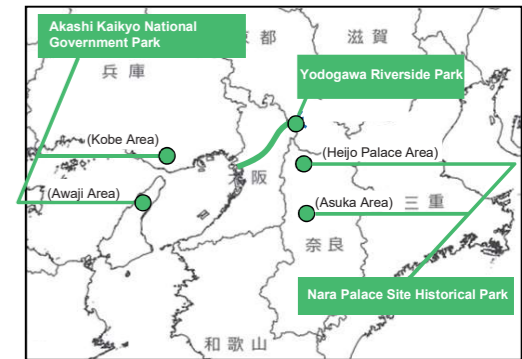 Akashi Kaikyo National
Government Park
京都
滋賀
兵庫
Yodogawa Riverside Park
(Kobe Area)
(Heijo Palace Area)
大阪
(Awaji Area)
(Asuka Area)
三重
奈良
Nara Palace Site Historical Park
和歌山